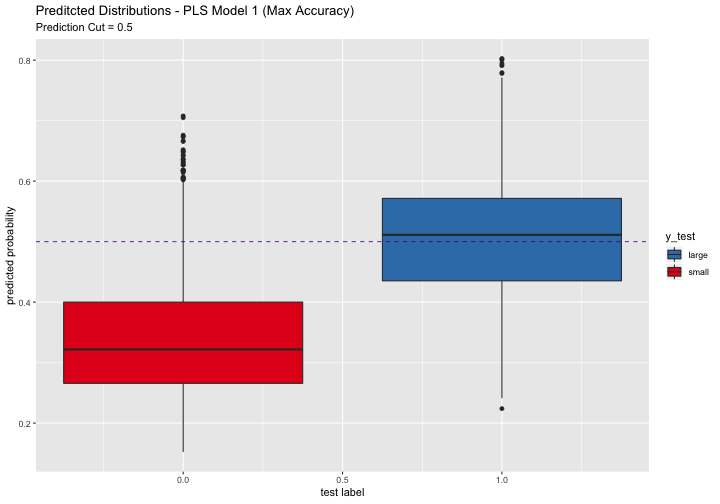 Preditcted Distributions - PLS Model 1 (Max Accuracy)
Prediction Cut = 0.5
0.8
0.6
0.4
0.2
predicted probability
0.0
0.5
1.0
test label
y_test
large
small